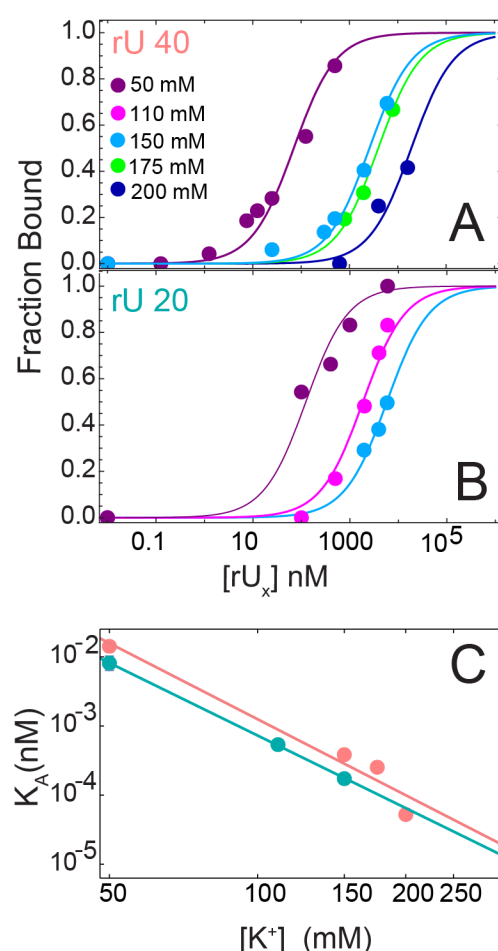 rU 40
50 mM
110 mM
150 mM
175 mM
200 mM
A
1.0
0.8
0.6
0.4
0.2
0.0
Fraction Bound
rU 20
B
1.0
0.8
0.6
0.4
0.2
0.0
0.1 10 1000 10⁵
[rUₓ] nM
C
10⁻²
10⁻³
10⁻⁴
10⁻⁵
K_A(nM)
50 100 150 200 250
[K⁺] (mM)